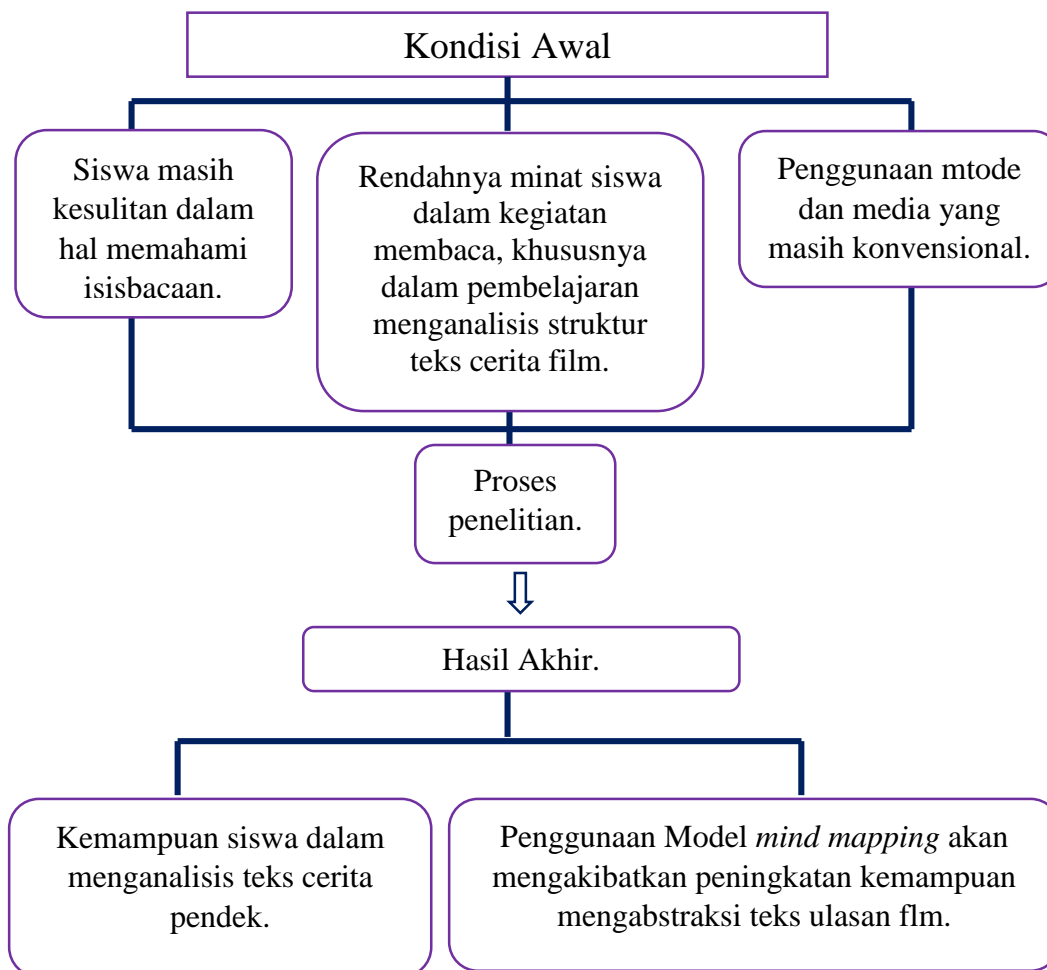 Kondisi Awal
Siswa masih
kesulitan dalam
hal memahami
isisbacaan.
Rendahnya minat siswa
dalam kegiatan
membaca, khususnya
dalam pembelajaran
menganalisis struktur
teks cerita film.
Penggunaan mtode
dan media yang
masih konvensional.
Proses
penelitian.
Hasil Akhir.
Kemampuan siswa dalam
menganalisis teks cerita
pendek.
Penggunaan Model mind mapping akan
mengakibatkan peningkatan kemampuan
mengabstraksi teks ulasan flm.